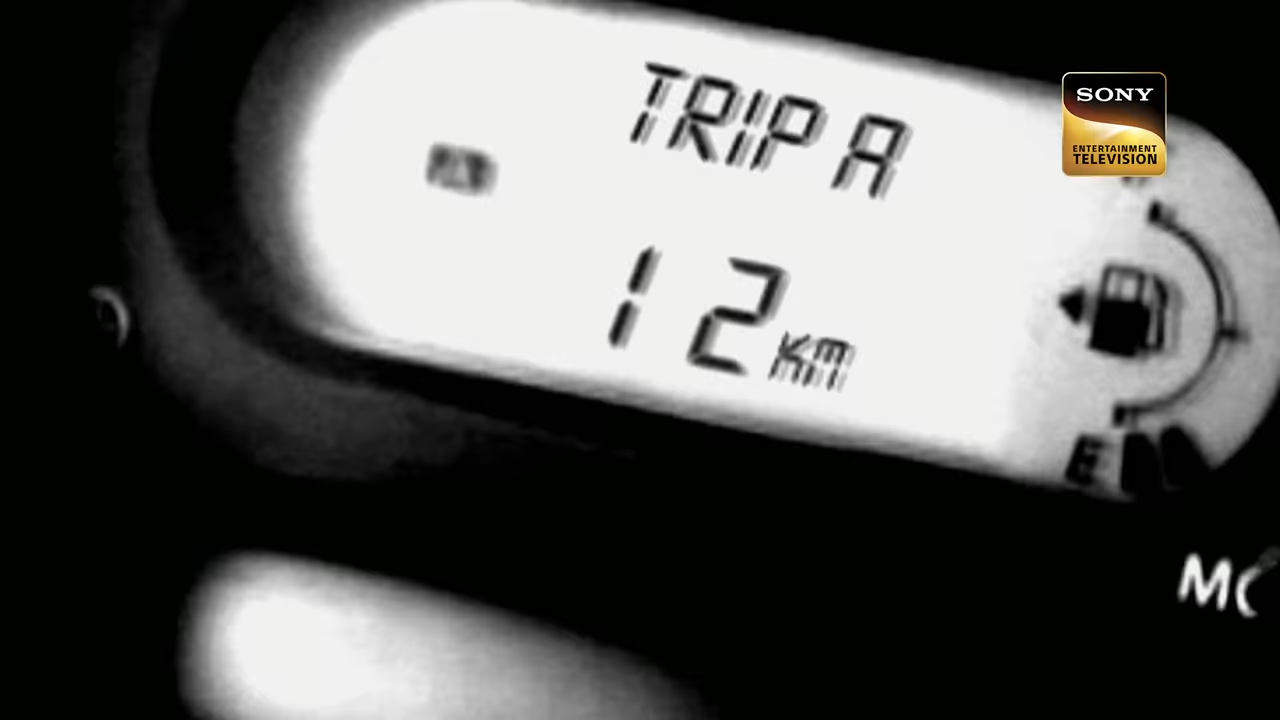 TRIP A
12 KM
E
SONY
ENTERTAINMENT
TELEVISION